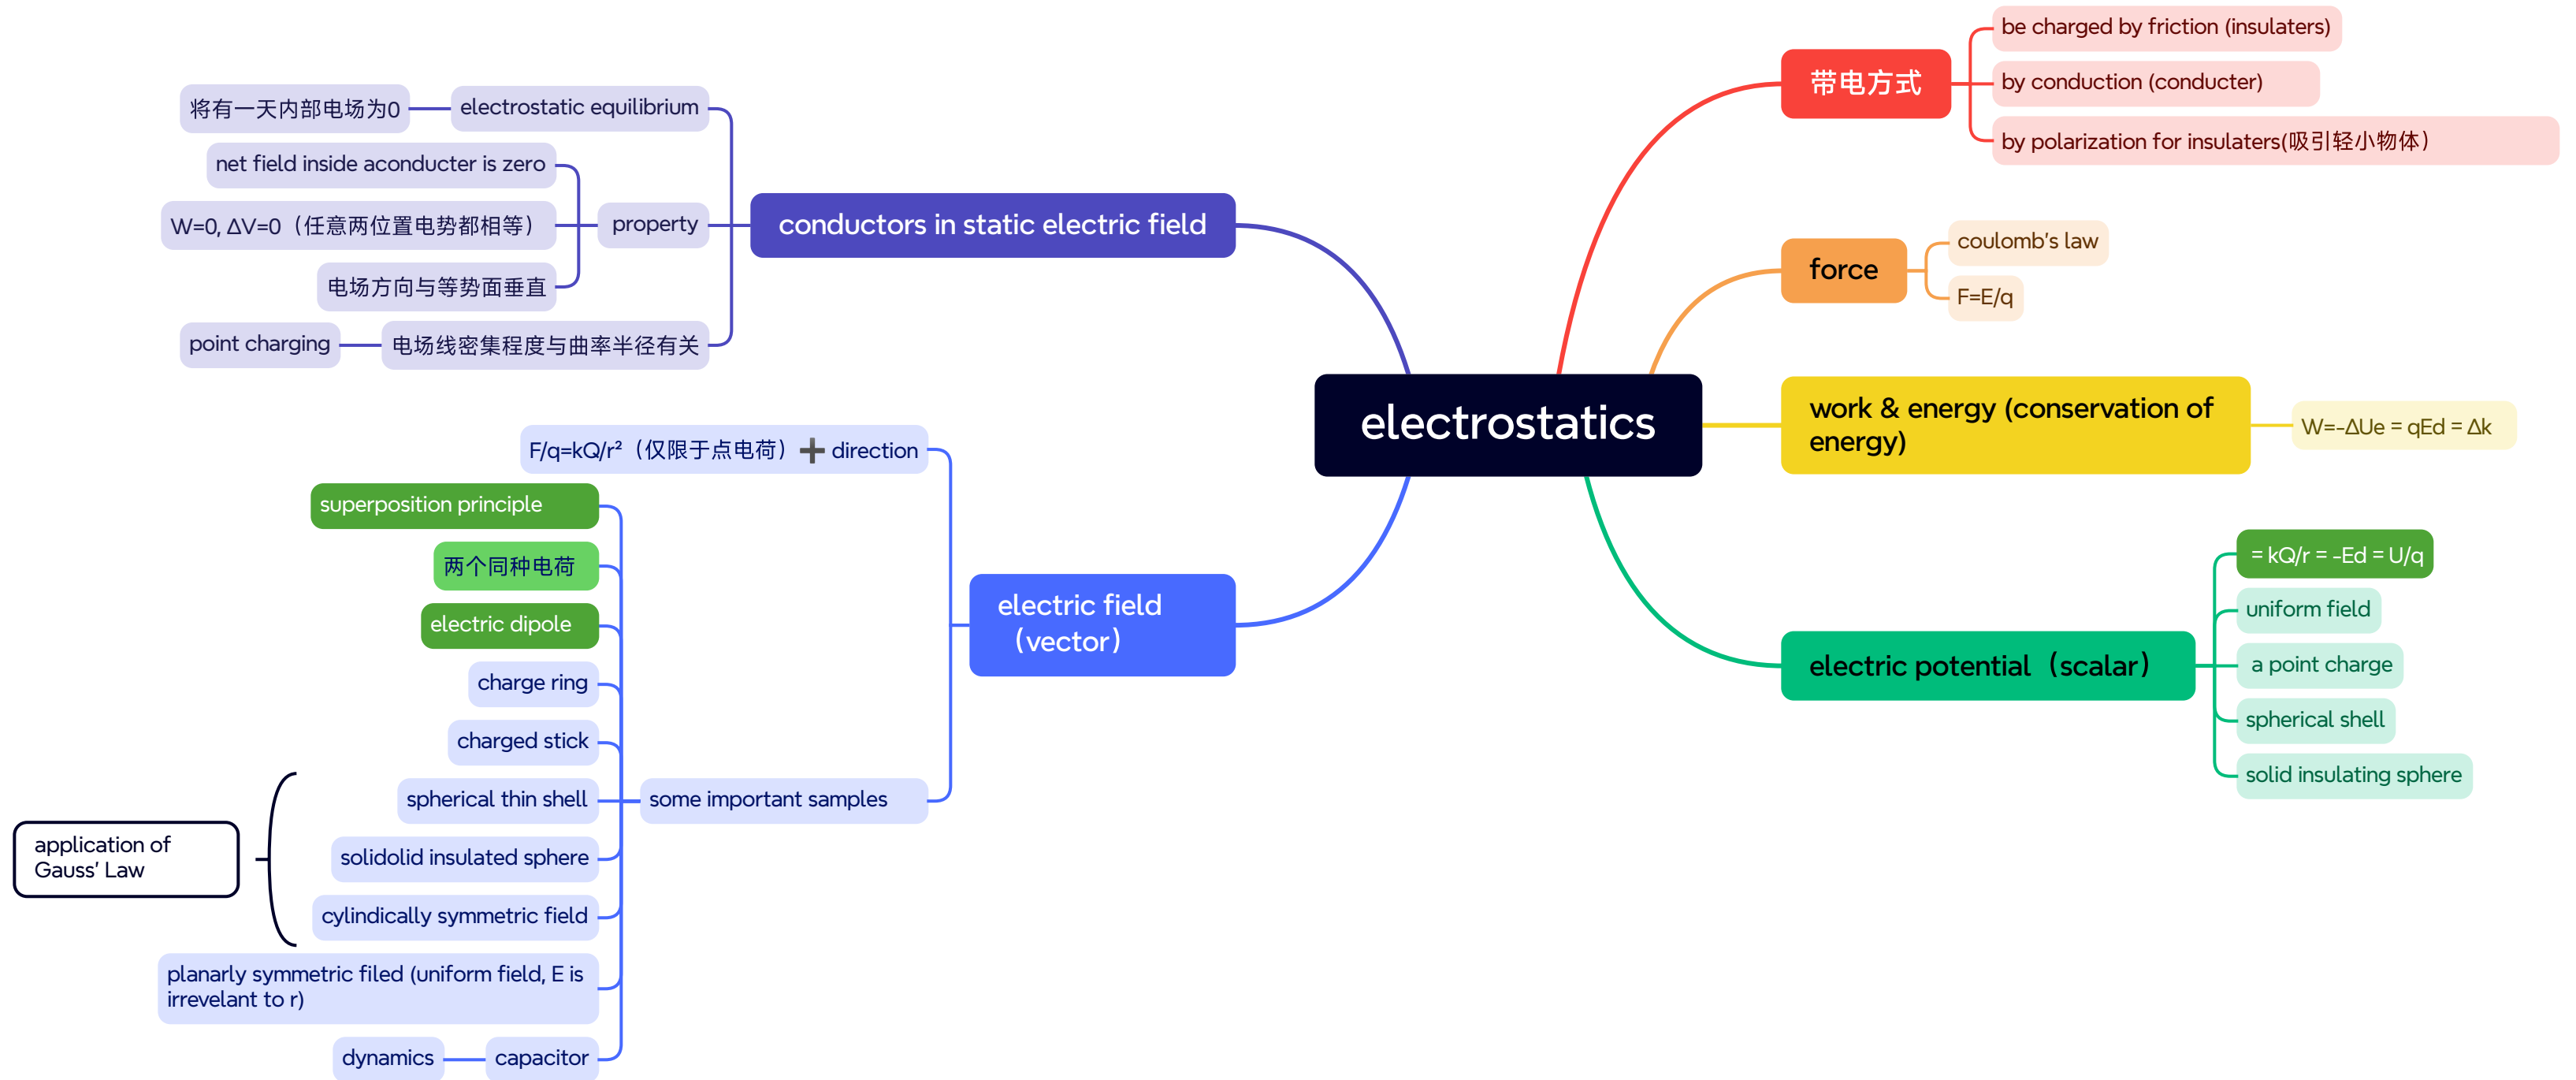 electrostatics
带电方式
be charged by friction (insulaters)
by conduction (conducter)
by polarization for insulaters(吸引轻小物体）
force
coulomb's law
F=E/q
work & energy (conservation of
energy)
W=-ΔUe = qEd = Δk
electric potential（scalar）
= kQ/r = -Ed = U/q
uniform field
a point charge
spherical shell
solid insulating sphere
conductors in static electric field
electrostatic equilibrium
将有一天内部电场为0
property
net field inside aconducter is zero
W=0, ΔV=0（任意两位置电势都相等）
电场方向与等势面垂直
电场线密集程度与曲率半径有关
point charging
electric field
（vector）
F/q=kQ/r²（仅限于点电荷）➕ direction
some important samples
superposition principle
两个同种电荷
electric dipole
charge ring
charged stick
spherical thin shell
solidolid insulated sphere
cylindically symmetric field
application of
Gauss' Law
planarly symmetric filed (uniform field, E is
irrevelant to r)
capacitor
dynamics